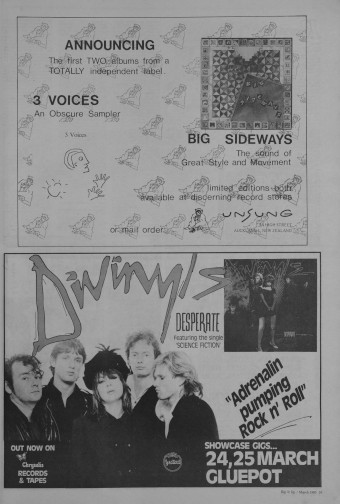 ANNOUNCING
The first TWO albums from a
TOTALLY independent label
3 VOICES
An Obscure Sampler
3 Voices
BIG SIDEWAYS
The sound of
Great Style and Movement
limited editions both
available at discerning record stores
or mail order
UNSUNG
Divinyls
DESPERATE
Featuring the single
'SCIENCE FICTION'
"Adrenalin
pumping
Rock n' Roll"
OUT NOW ON
Chrysalis
RECORDS
& TAPES
SHOWCASE GIGS...
24,25 MARCH
GLUEPOT